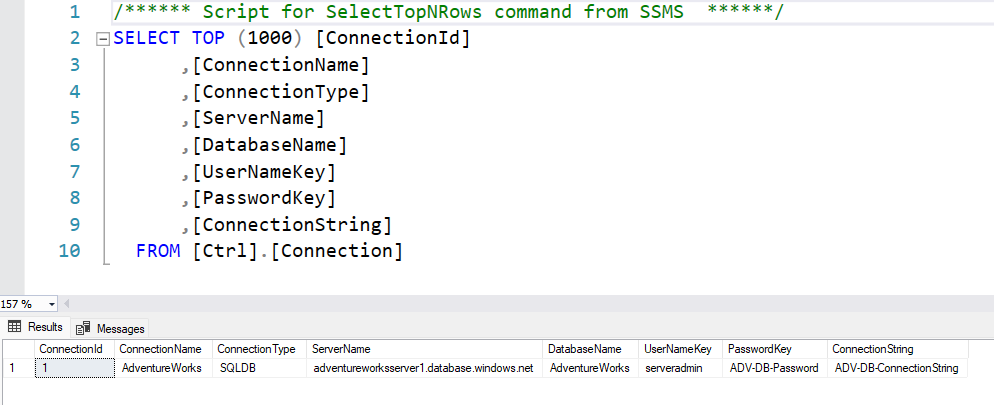 1 /****** Script for SelectTopNRows command from SSMS ******/
2 SELECT TOP (1000) [ConnectionId]
3 ,[ConnectionName]
4 ,[ConnectionType]
5 ,[ServerName]
6 ,[DatabaseName]
7 ,[UserNameKey]
8 ,[PasswordKey]
9 ,[ConnectionString]
10 FROM [Ctrl].[Connection]
157 %
Results Messages
ConnectionId ConnectionName ConnectionType ServerName DatabaseName UserNameKey PasswordKey ConnectionString
1 1 AdventureWorks SQLDB adventureworksserver1.database.windows.net AdventureWorks serveradmin ADV-DB-Password ADV-DB-ConnectionString